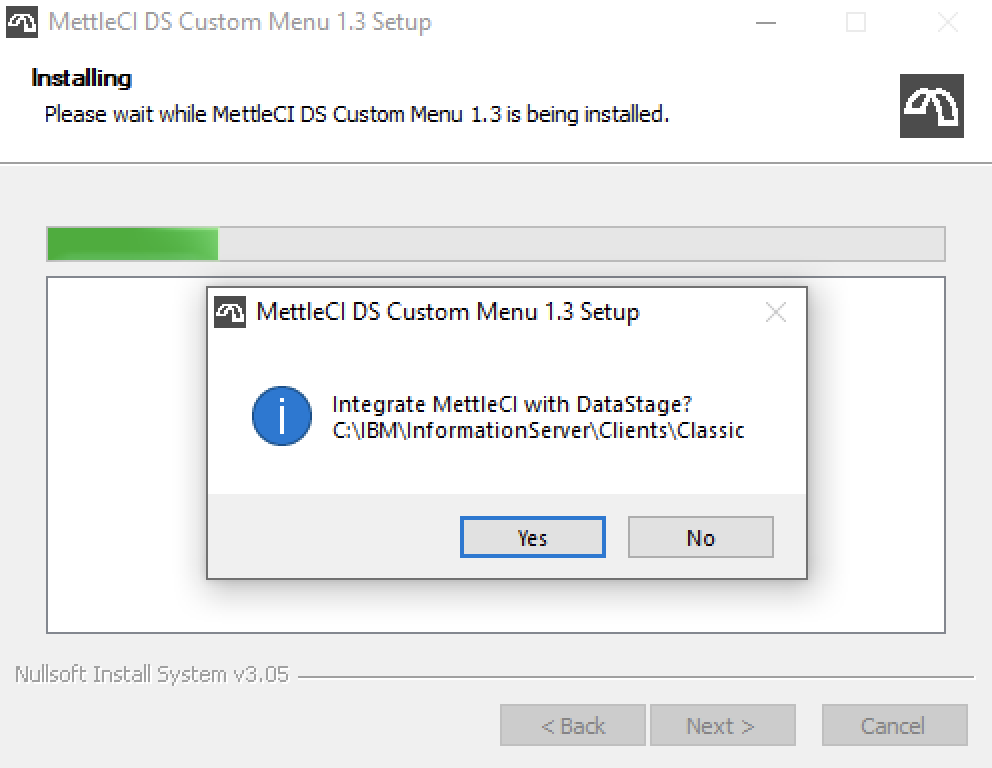 MettleCI DS Custom Menu 1.3 Setup
Installing
Please wait while MettleCI DS Custom Menu 1.3 is being installed.
MettleCI DS Custom Menu 1.3 Setup
Integrate MettleCI with DataStage?
C:\IBM\InformationServer\Clients\Classic
Yes No
Nullsoft Install System v3.05
< Back Next > Cancel